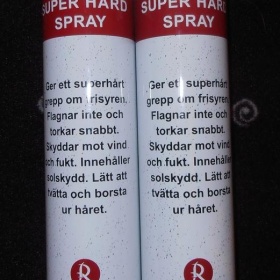 SUPER HARD
SPRAY
Ger ett superhårt
grepp om frisyren.
Flagnar inte och
torkar snabbt.
Skyddar mot vind
och fukt. Innehåller
solskydd. Lätt att
tvätta och borsta
ur håret.
R
SUPER HARD
SPRAY
Ger ett superhårt
grepp om frisyren.
Flagnar inte och
torkar snabbt.
Skyddar mot vind
och fukt. Innehåller
solskydd. Lätt att
tvätta och borsta
ur håret.
R